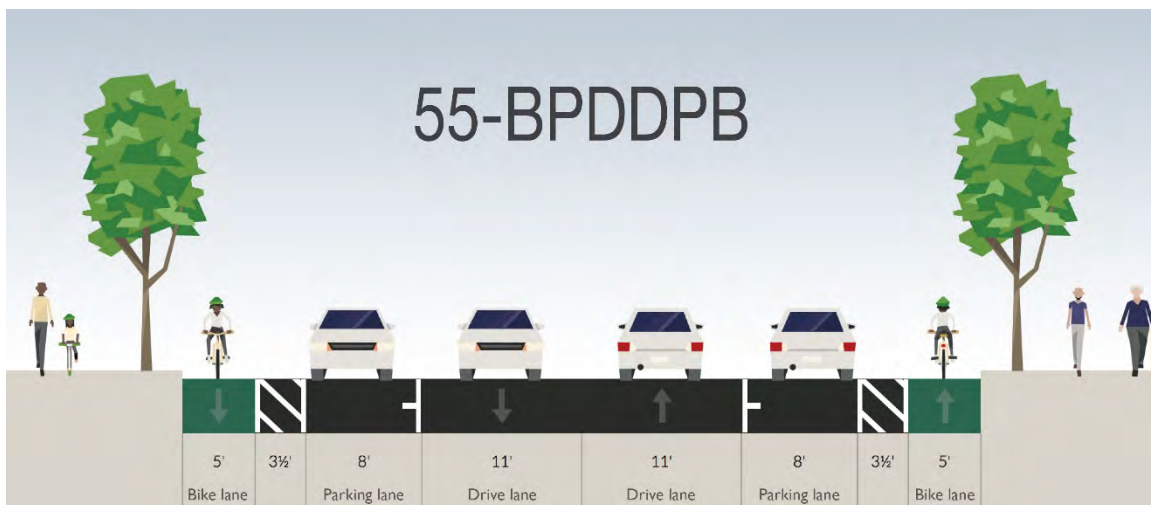 55-BPDDPB
5' 3½' 8' 11' 11' 8' 3½' 5'
Bike lane Parking lane Drive lane Drive lane Parking lane Bike lane